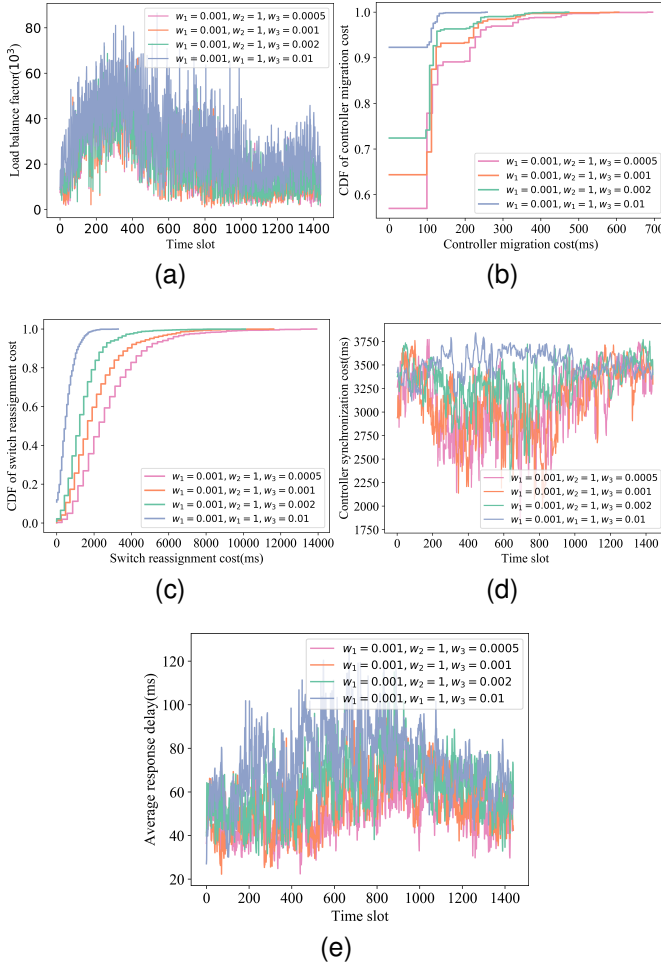 Load balance factor(10³)
80
60
40
20
0
w₁ = 0.001, w₂ = 1, w₃ = 0.0005
w₁ = 0.001, w₂ = 1, w₃ = 0.001
w₁ = 0.001, w₂ = 1, w₃ = 0.002
w₁ = 0.001, w₁ = 1, w₃ = 0.01
0 200 400 600 800 1000 1200 1400
Time slot
(a)
CDF of controller migration cost
1.0
0.9
0.8
0.7
0.6
w₁ = 0.001, w₂ = 1, w₃ = 0.0005
w₁ = 0.001, w₂ = 1, w₃ = 0.001
w₁ = 0.001, w₂ = 1, w₃ = 0.002
w₁ = 0.001, w₁ = 1, w₃ = 0.01
0 100 200 300 400 500 600 700
Controller migration cost(ms)
(b)
CDF of switch reassignment cost
1.0
0.8
0.6
0.4
0.2
0.0
w₁ = 0.001, w₂ = 1, w₃ = 0.0005
w₁ = 0.001, w₂ = 1, w₃ = 0.001
w₁ = 0.001, w₂ = 1, w₃ = 0.002
w₁ = 0.001, w₁ = 1, w₃ = 0.01
0 2000 4000 6000 8000 10000 12000 14000
Switch reassignment cost(ms)
(c)
Controller synchronization cost(ms)
3750
3500
3250
3000
2750
2500
2250
2000
1750
w₁ = 0.001, w₂ = 1, w₃ = 0.0005
w₁ = 0.001, w₂ = 1, w₃ = 0.001
w₁ = 0.001, w₂ = 1, w₃ = 0.002
w₁ = 0.001, w₁ = 1, w₃ = 0.01
0 200 400 600 800 1000 1200 1400
Time slot
(d)
Average response delay(ms)
120
100
80
60
40
20
w₁ = 0.001, w₂ = 1, w₃ = 0.0005
w₁ = 0.001, w₂ = 1, w₃ = 0.001
w₁ = 0.001, w₂ = 1, w₃ = 0.002
w₁ = 0.001, w₁ = 1, w₃ = 0.01
0 200 400 600 800 1000 1200 1400
Time slot
(e)